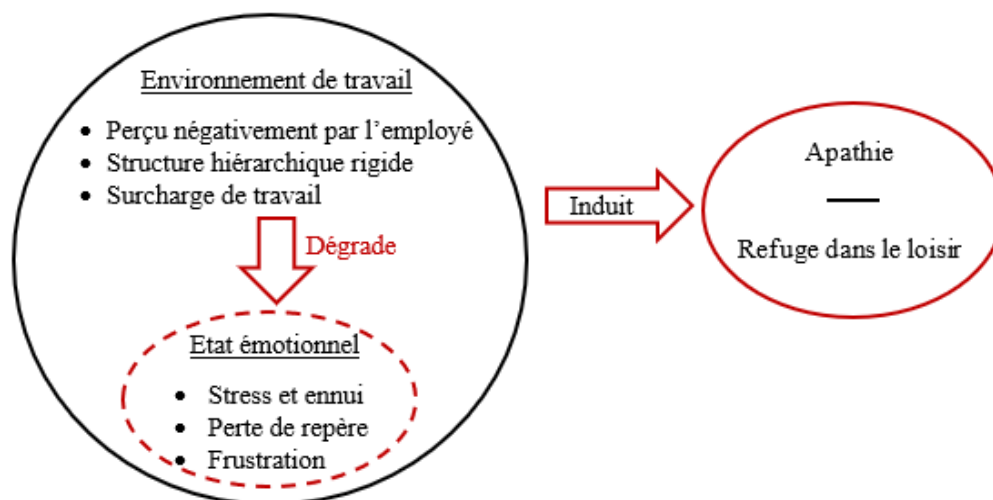 Environnement de travail
• Perçu négativement par l’employé
• Structure hiérarchique rigide
• Surcharge de travail
Dégrade
Etat émotionnel
• Stress et ennui
• Perte de repère
• Frustration
Induit
Apathie
Refuge dans le loisir